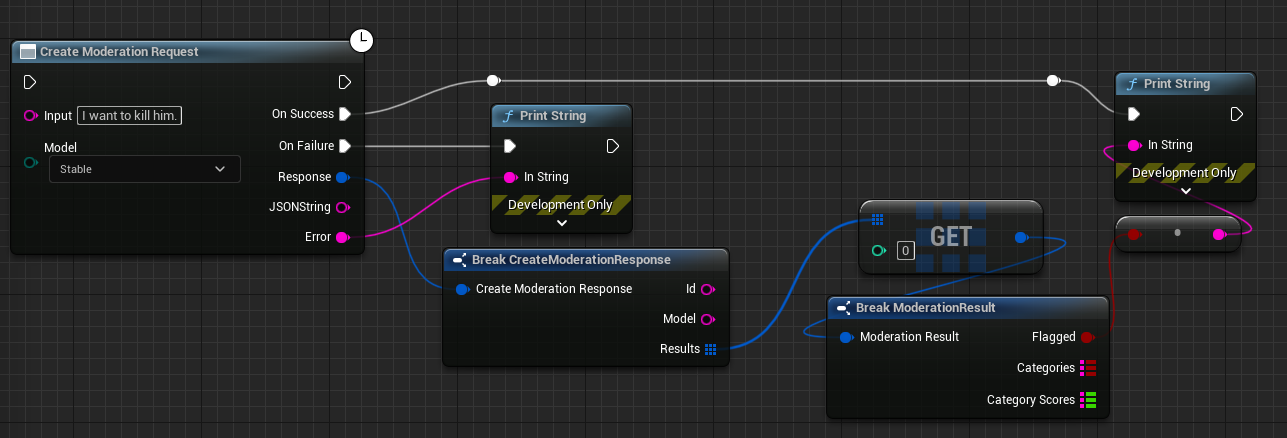 Create Moderation Request
Input I want to kill him.
Model
Stable
On Success
On Failure
Response
JSONString
Error
Print String
In String
Development Only
Break CreateModerationResponse
Create Moderation Response
Id
Model
Results
GET
0
Break ModerationResult
Moderation Result
Flagged
Categories
Category Scores
Print String
In String
Development Only